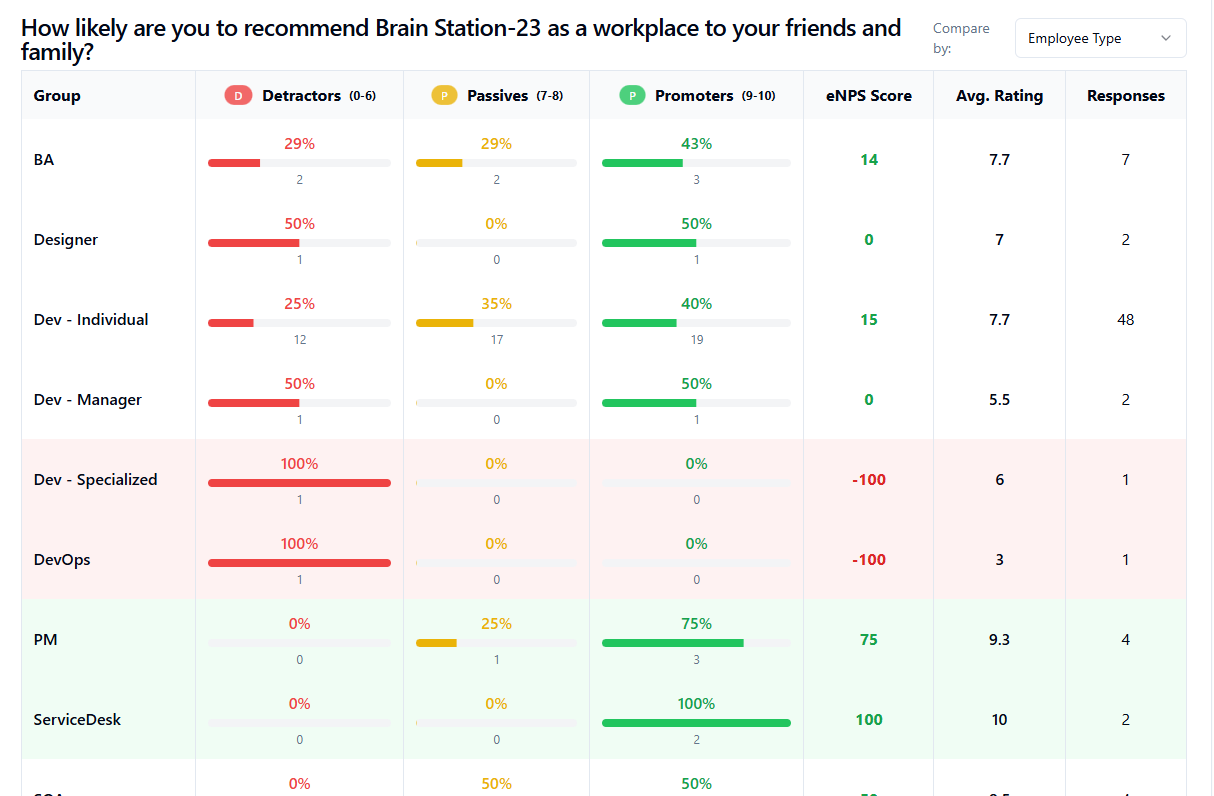 How likely are you to recommend Brain Station-23 as a workplace to your friends and
family?
Compare
by:
Employee Type
Group D Detractors (0-6) P Passives (7-8) P Promoters (9-10) eNPS Score Avg. Rating Responses
29% 29% 43%
BA 14 7.7 7
2 2 3
50% 0% 50%
Designer 0 7 2
1 0 1
25% 35% 40%
Dev - Individual 15 7.7 48
12 17 19
50% 0% 50%
Dev - Manager 0 5.5 2
1 0 1
100% 0% 0%
Dev - Specialized -100 6 1
1 0 0
100% 0% 0%
DevOps -100 3 1
1 0 0
0% 25% 75%
PM 75 9.3 4
0 1 3
0% 0% 100%
ServiceDesk 100 10 2
0 0 2
0% 50% 50%